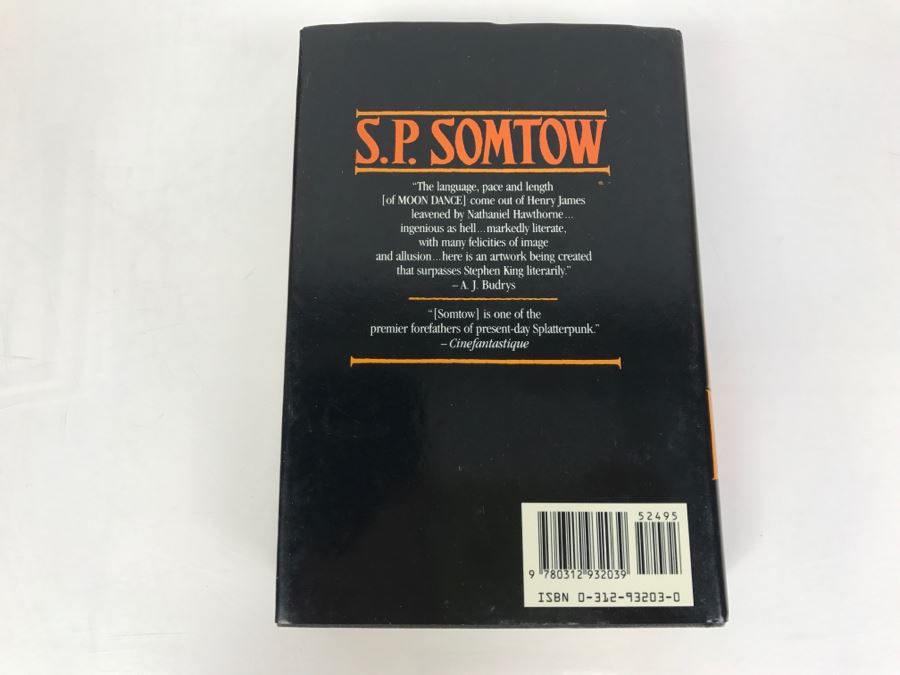 S.P. SOMTOW
“The language, pace and length
[of MOON DANCE] come out of Henry James
leavened by Nathaniel Hawthorne...
ingenious as hell...markedly literate,
with many felicities of image
and allusion...here is an artwork being created
that surpasses Stephen King literarily.”
– A. J. Budrys
“[Somtow] is one of the
premier forefathers of present-day Splatterpunk.”
– Cinefantastique
52495
9 780312 932039
ISBN 0-312-93203-0